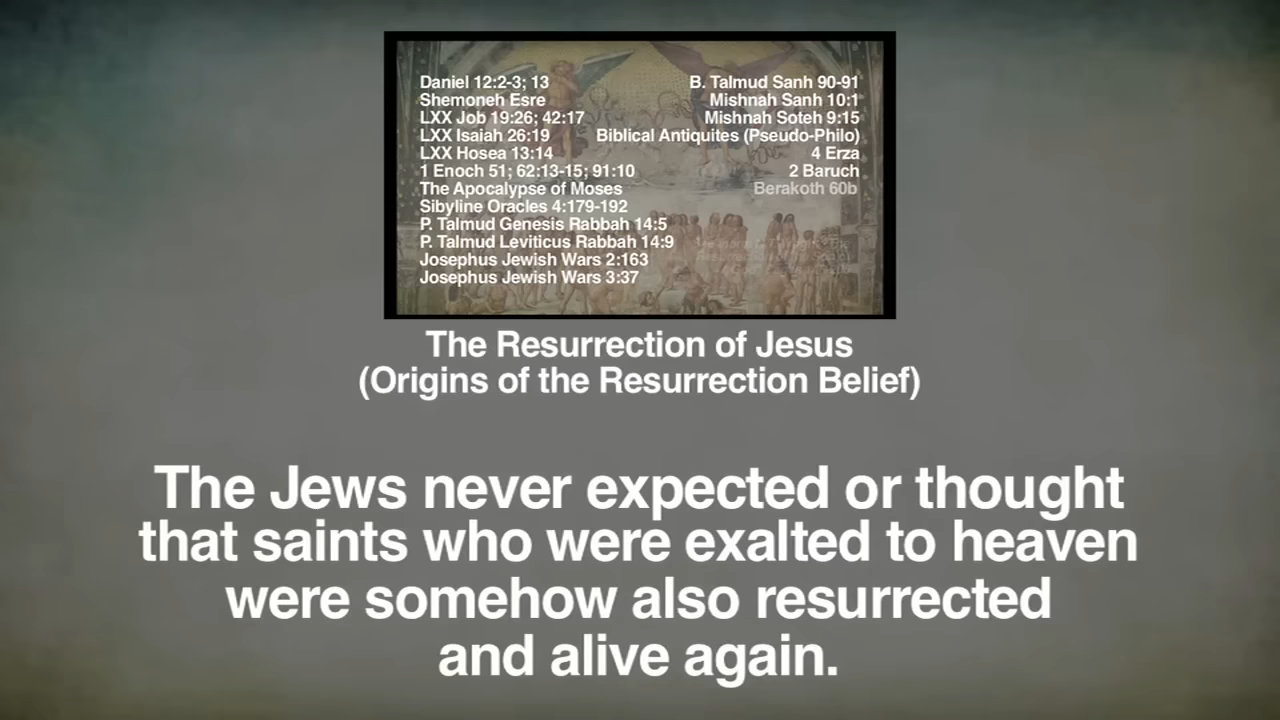 Daniel 12:2-3; 13
Shemoneh Esre
LXX Job 19:26; 42:17
LXX Isaiah 26:19
LXX Hosea 13:14
1 Enoch 51; 62:13-15; 91:10
The Apocalypse of Moses
Sibyline Oracles 4:179-192
P. Talmud Genesis Rabbah 14:5
P. Talmud Leviticus Rabbah 14:9
Josephus Jewish Wars 2:163
Josephus Jewish Wars 3:37
B. Talmud Sanh 90-91
Mishnah Sanh 10:1
Mishnah Soteh 9:15
Biblical Antiquites (Pseudo-Philo)
4 Erza
2 Baruch
Berakoth 60b
The Resurrection of Jesus
(Origins of the Resurrection Belief)
The Jews never expected or thought
that saints who were exalted to heaven
were somehow also resurrected
and alive again.